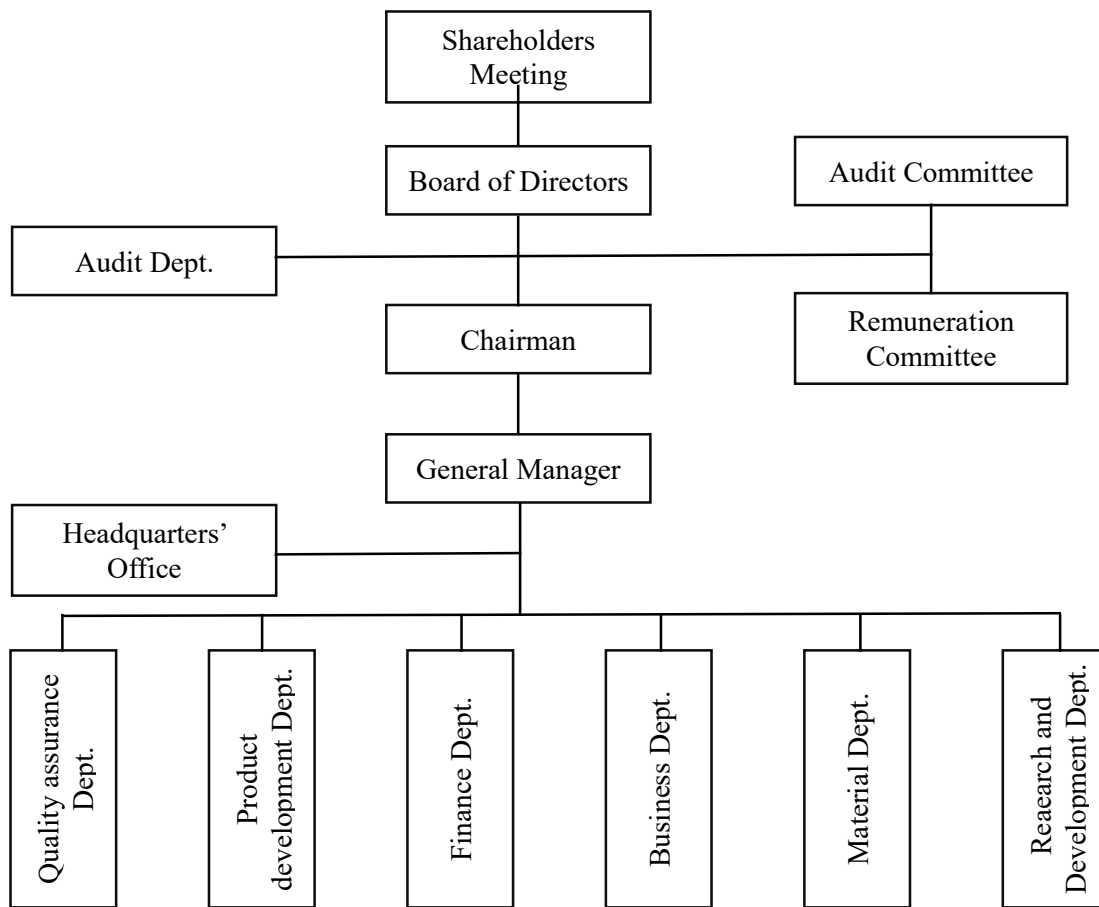 Shareholders
Meeting
Board of Directors
Audit Committee
Audit Dept.
Chairman
Remuneration
Committee
General Manager
Headquarters’
Office
Quality assurance
Dept.
Product
development Dept.
Finance Dept.
Business Dept.
Material Dept.
Reaearch and
Development Dept.